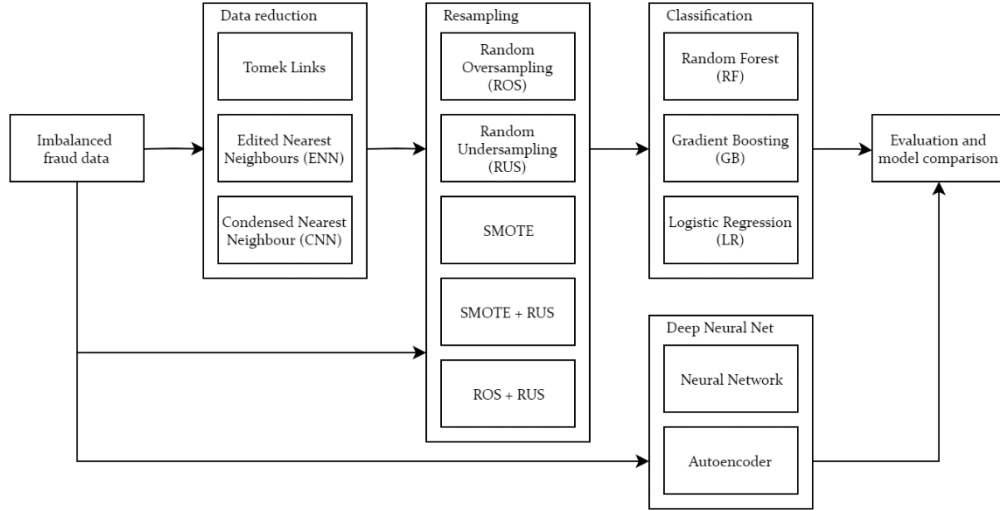 Data reduction
Tomek Links
Edited Nearest
Neighbours (ENN)
Condensed Nearest
Neighbour (CNN)
Resampling
Random
Oversampling
(ROS)
Random
Undersampling
(RUS)
SMOTE
SMOTE + RUS
ROS + RUS
Classification
Random Forest
(RF)
Gradient Boosting
(GB)
Logistic Regression
(LR)
Imbalanced
fraud data
Evaluation and
model comparison
Deep Neural Net
Neural Network
Autoencoder